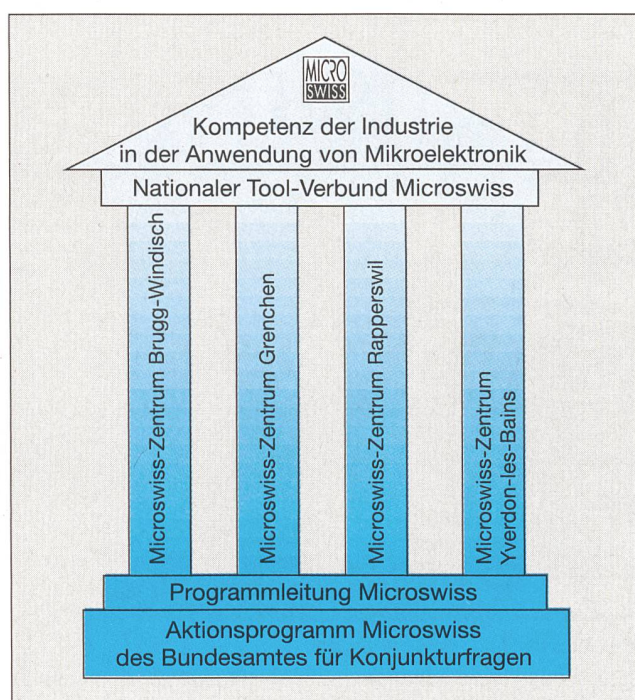 MICRO
SWISS
Kompetenz der Industrie
in der Anwendung von Mikroelektronik
Nationaler Tool-Verbund Microswiss
Microswiss-Zentrum Brugg-Windisch
Microswiss-Zentrum Grenchen
Microswiss-Zentrum Rapperswil
Microswiss-Zentrum
Yverdon-les-Bains
Programmleitung Microswiss
Aktionsprogramm Microswiss
des Bundesamtes für Konjunkturfragen